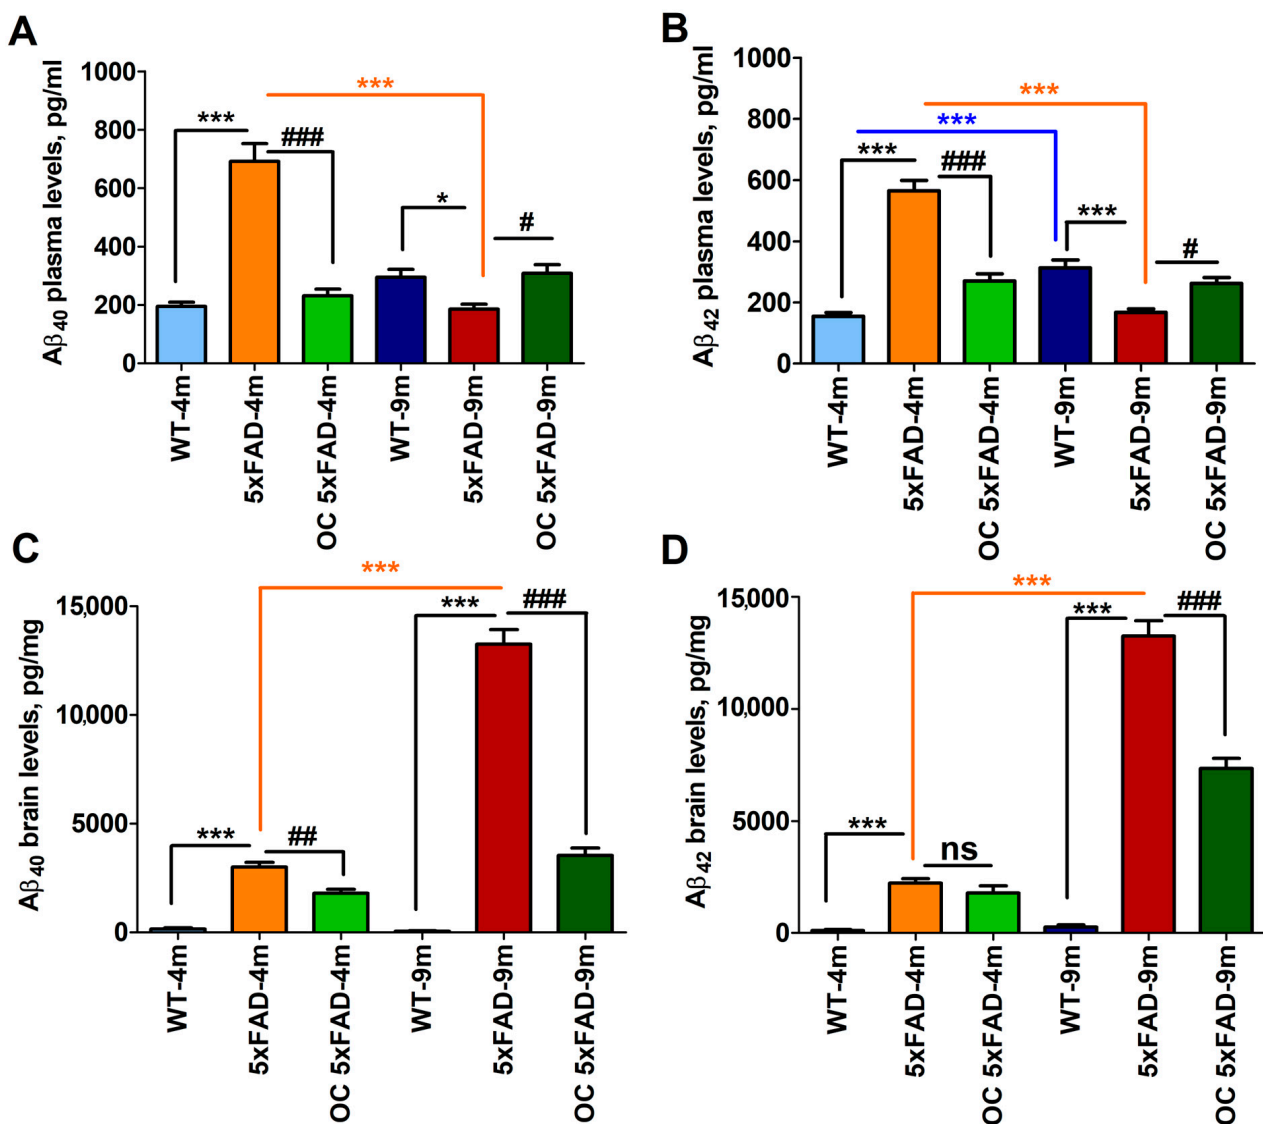 A
Aβ40 plasma levels, pg/ml
1000
800
600
400
200
0
***
***
###
*
#
WT-4m
5xFAD-4m
OC 5xFAD-4m
WT-9m
5xFAD-9m
OC 5xFAD-9m
B
Aβ42 plasma levels, pg/ml
1000
800
600
400
200
0
***
***
***
###
***
#
WT-4m
5xFAD-4m
OC 5xFAD-4m
WT-9m
5xFAD-9m
OC 5xFAD-9m
C
Aβ40 brain levels, pg/mg
15,000
10,000
5000
0
***
***
###
***
##
WT-4m
5xFAD-4m
OC 5xFAD-4m
WT-9m
5xFAD-9m
OC 5xFAD-9m
D
Aβ42 brain levels, pg/mg
15,000
10,000
5000
0
***
***
###
***
ns
WT-4m
5xFAD-4m
OC 5xFAD-4m
WT-9m
5xFAD-9m
OC 5xFAD-9m